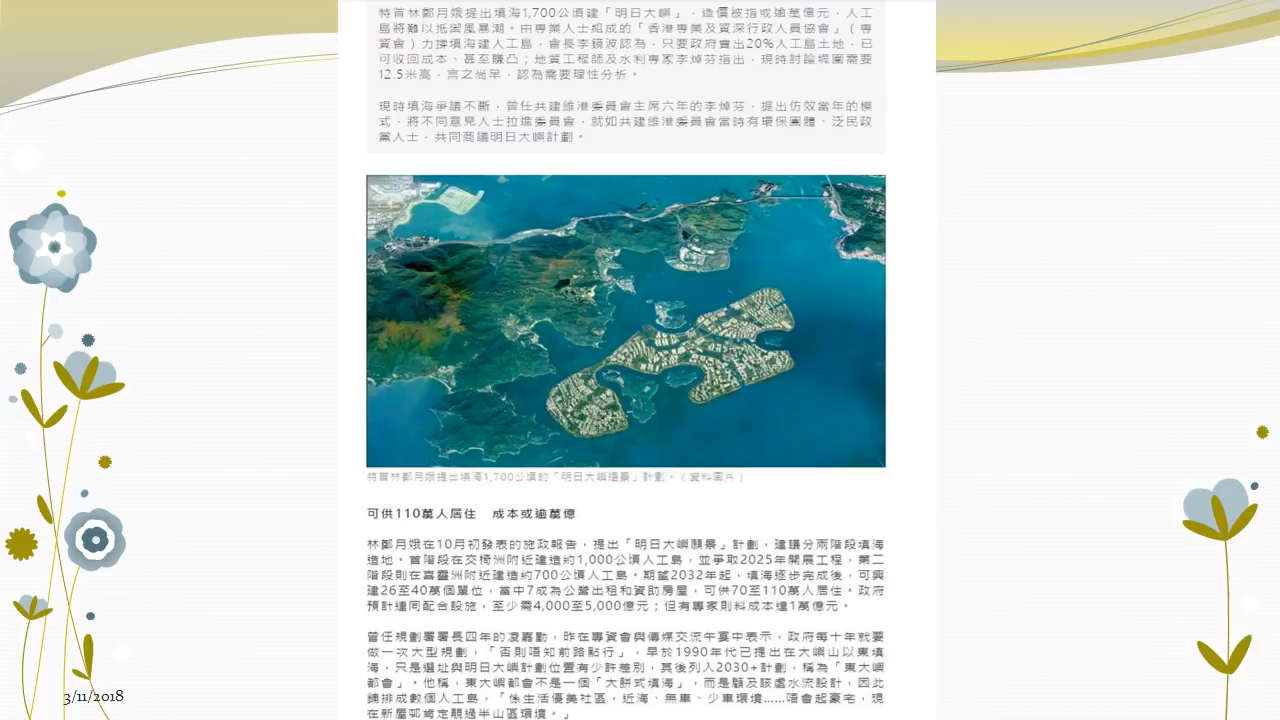 特首林鄭月娥提出填海1,700公頃建「明日大嶼」，造價被指或逾萬億元，人工
島將難以抵禦風暴潮。由專業人士組成的「香港專業及資深行政人員協會」（專
資會）力撐填海建人工島，會長李鏡波認為，只要政府賣出20%人工島土地，已
可收回成本、甚至賺凸；地質工程師及水利專家李焯芬指出，現時討論堤圍需要
12.5米高，言之尚早，認為需要理性分析。
現時填海爭議不斷，曾任共建維港委員會主席六年的李焯芬，提出仿效當年的模
式，將不同意見人士拉進委員會，就如共建維港委員會當時有環保團體、泛民政
黨人士，共同商議明日大嶼計劃。
特首林鄭月娥提出填海1,700公頃的「明日大嶼遠景」計劃。（資料圖片）
可供110萬人居住　成本或逾萬億
林鄭月娥在10月初發表的施政報告，提出「明日大嶼願景」計劃，建議分兩階段填海
造地。首階段在交椅洲附近建造約1,000公頃人工島，並爭取2025年開展工程，第二
階段則在喜靈洲附近建造約700公頃人工島。期望2032年起，填海逐步完成後，可興
建26至40萬個單位，當中7成為公營出租和資助房屋，可供70至110萬人居住。政府
預計連同配合設施，至少需4,000至5,000億元；但有專家則料成本達1萬億元。
曾任規劃署署長四年的凌嘉勤，昨在專資會與傳媒交流午宴中表示，政府每十年就要
做一次大型規劃，「否則唔知前路點行」，早於1990年代已提出在大嶼山以東填
海，只是選址與明日大嶼計劃位置有少許差別，其後列入2030+計劃，稱為「東大嶼
都會」。他稱，東大嶼都會不是一個「大餅式填海」，而是顧及該處水流設計，因此
鋪排成數個人工島，「係生活優美社區，近海、無車、少車環境……唔會起豪宅，現
在新屋邨肯定靚過半山區環境。」
3/11/2018